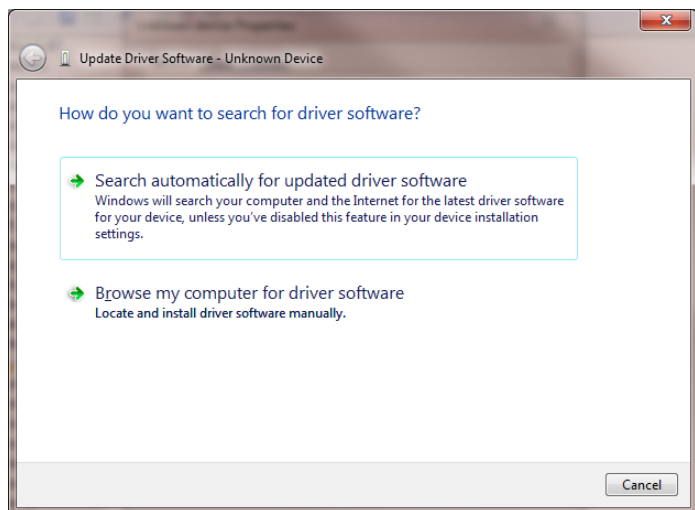 Unknown device Properties
Update Driver Software - Unknown Device
How do you want to search for driver software?
Search automatically for updated driver software
Windows will search your computer and the Internet for the latest driver software
for your device, unless you've disabled this feature in your device installation
settings.
Browse my computer for driver software
Locate and install driver software manually.
Cancel